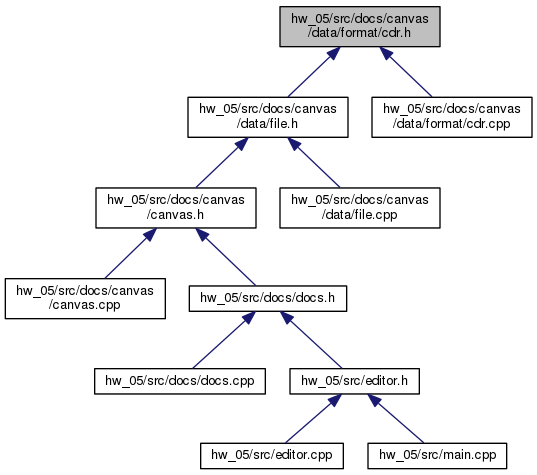 hw_05/src/docs/canvas
/data/format/cdr.h
hw_05/src/docs/canvas
/data/file.h
hw_05/src/docs/canvas
/data/format/cdr.cpp
hw_05/src/docs/canvas
/canvas.h
hw_05/src/docs/canvas
/data/file.cpp
hw_05/src/docs/canvas
/canvas.cpp
hw_05/src/docs/docs.h
hw_05/src/docs/docs.cpp
hw_05/src/editor.h
hw_05/src/editor.cpp
hw_05/src/main.cpp